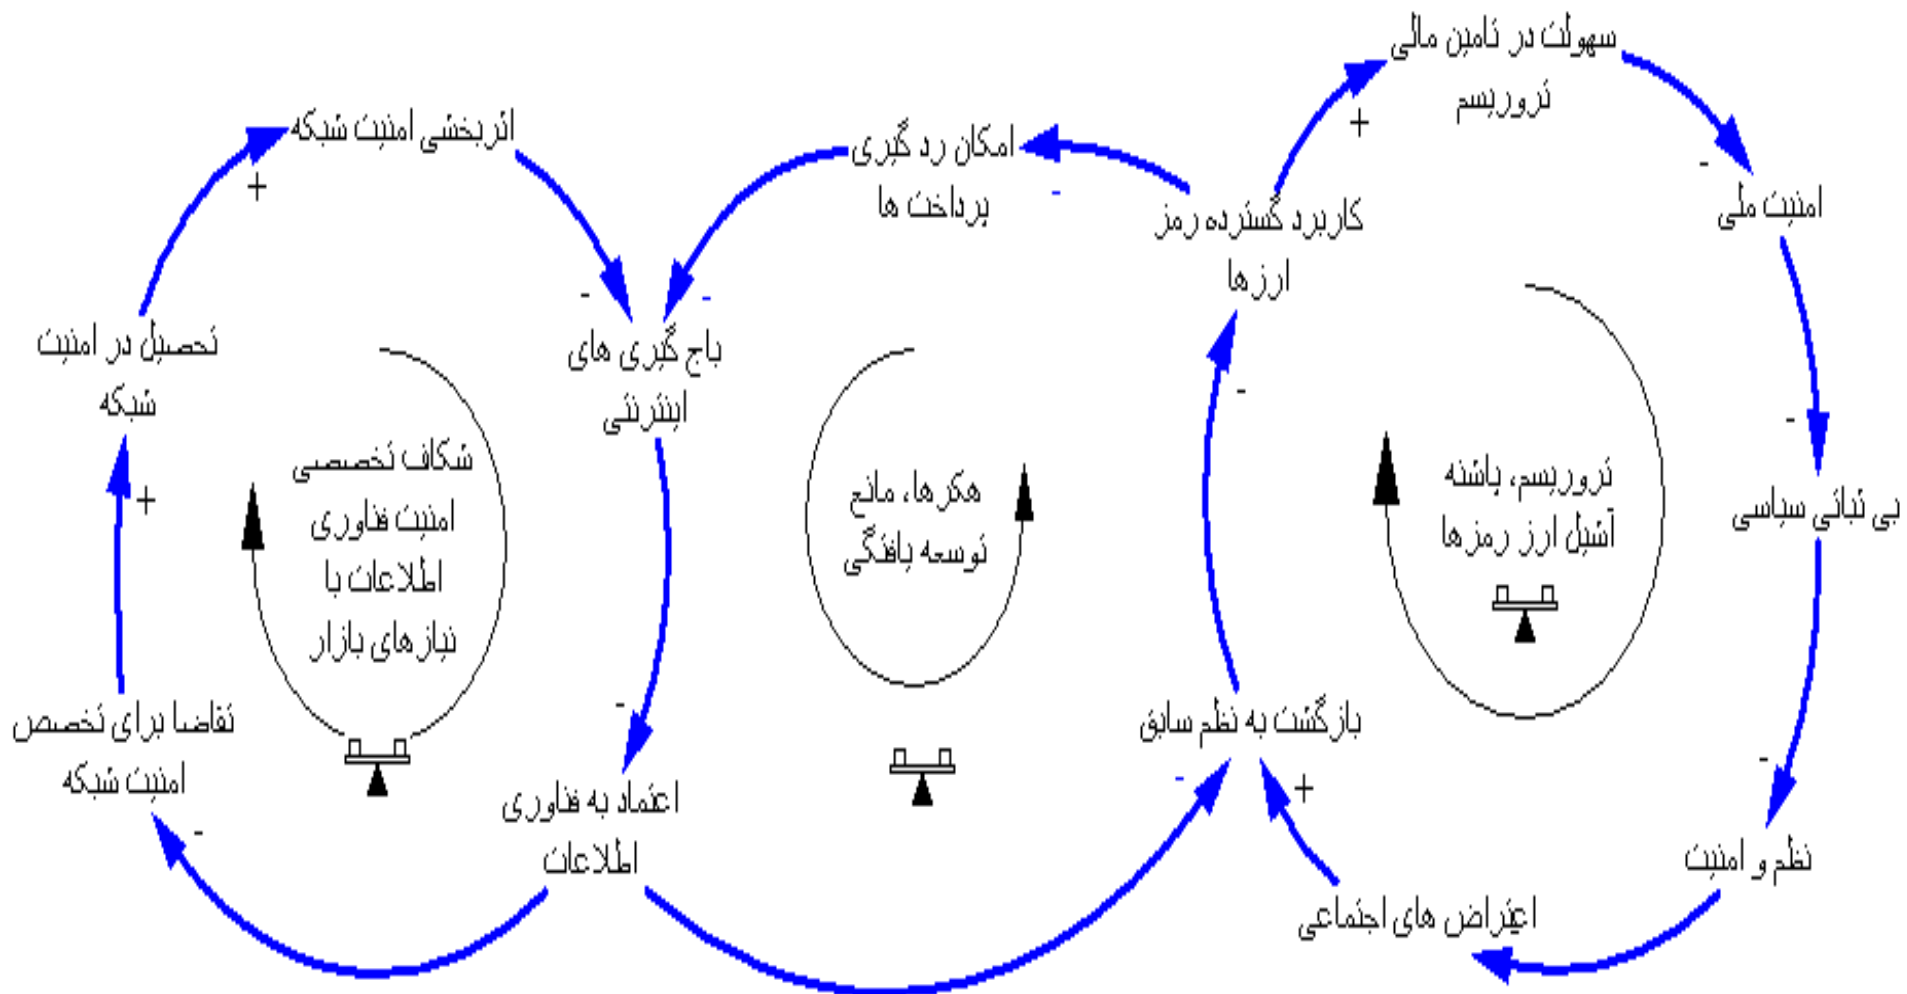 سهولت در تامین مالی
تروریسم
امنیت ملی
بی ثباتی سیاسی
نظم و امنیت
اعتراض های اجتماعی
بازگشت به نظم سابق
کاربرد گسترده رمز
ارز ها
تروریسم، پاشنه
آشیل ارز رمزها
امکان رد گیری
پرداخت ها
باج گیری های
اینترنتی
اعتماد به فناوری
اطلاعات
هکرها، مانع
توسعه یافتگی
اثربخشی امنیت شبکه
تحصیل در امنیت
شبکه
تقاضا برای تخصص
امنیت شبکه
شکاف تخصصی
امنیت فناوری
اطلاعات با
نیازهای بازار
+
-
-
-
+
-
-
-
-
-
-
-
+
+